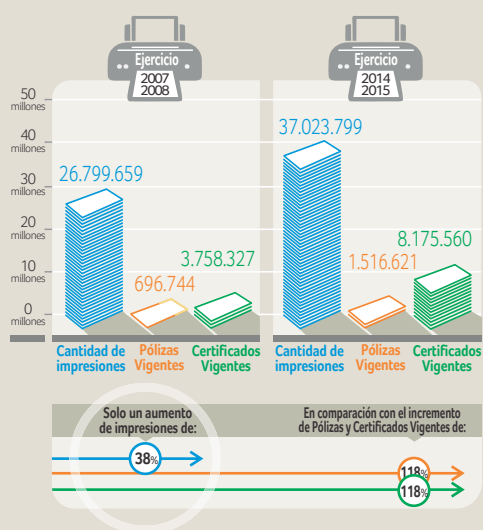 Ejercicio
2007
2008
Ejercicio
2014
2015
50
millones
40
millones
30
millones
20
millones
10
millones
0
millones
26.799.659
696.744
3.758.327
37.023.799
1.516.621
8.175.560
Cantidad de
impresiones
Pólizas
Vigentes
Certificados
Vigentes
Cantidad de
impresiones
Pólizas
Vigentes
Certificados
Vigentes
Solo un aumento
de impresiones de:
38%
En comparación con el incremento
de Pólizas y Certificados Vigentes de:
118%
118%